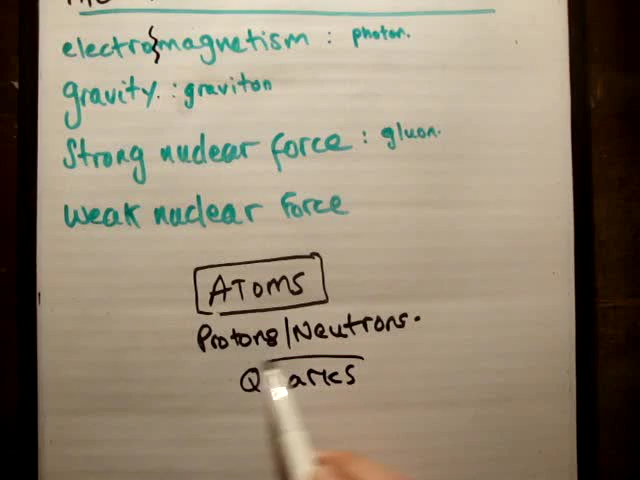 electromagnetism : photon.
gravity. : graviton
Strong nuclear force : gluon.
weak nuclear force
ATOMS
Protons/Neutrons.
Quarks